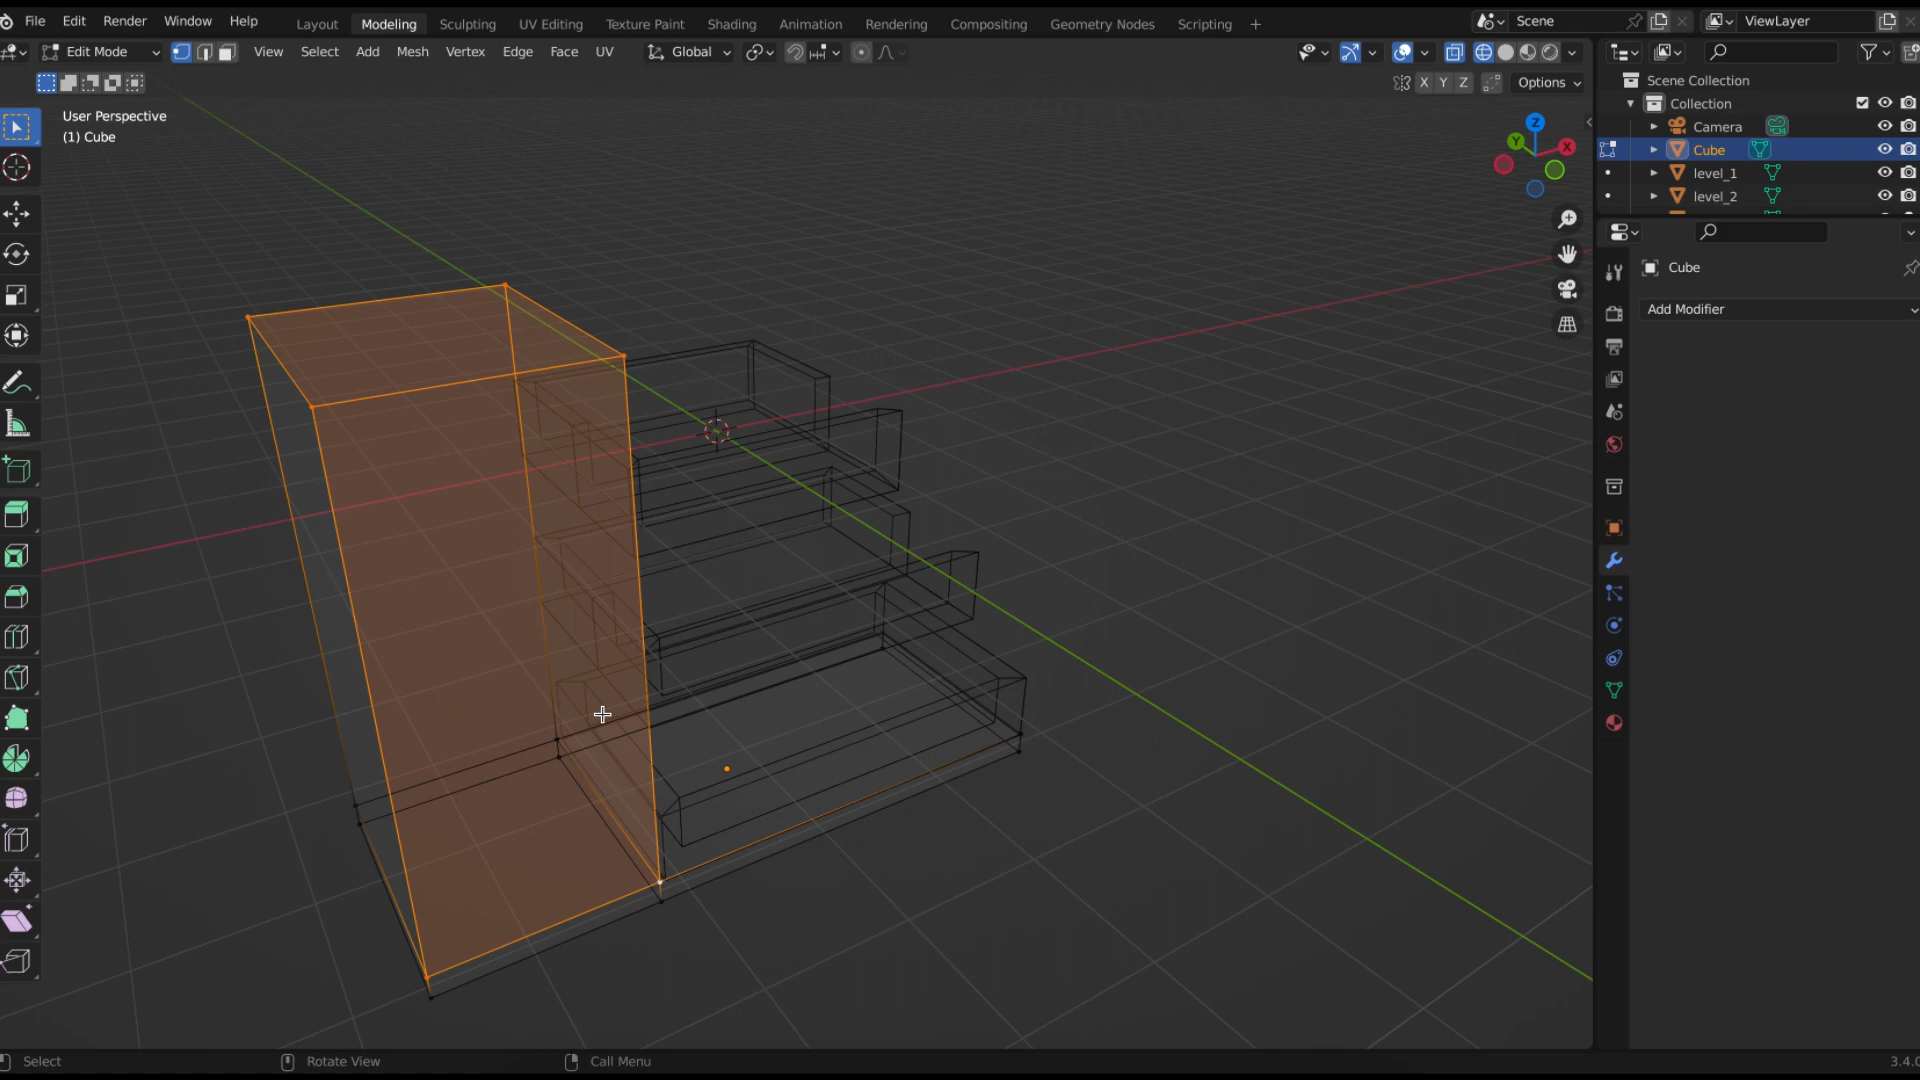 File Edit Render Window Help Layout Modeling Sculpting UV Editing Texture Paint Shading Animation Rendering Compositing Geometry Nodes Scripting + Scene ViewLayer
Edit Mode View Select Add Mesh Vertex Edge Face UV Global
X Y Z Options
User Perspective
(1) Cube
Z
Y
X
Scene Collection
Collection
Camera
Cube
level_1
level_2
Cube
Add Modifier
Select Rotate View Call Menu 3.4.0